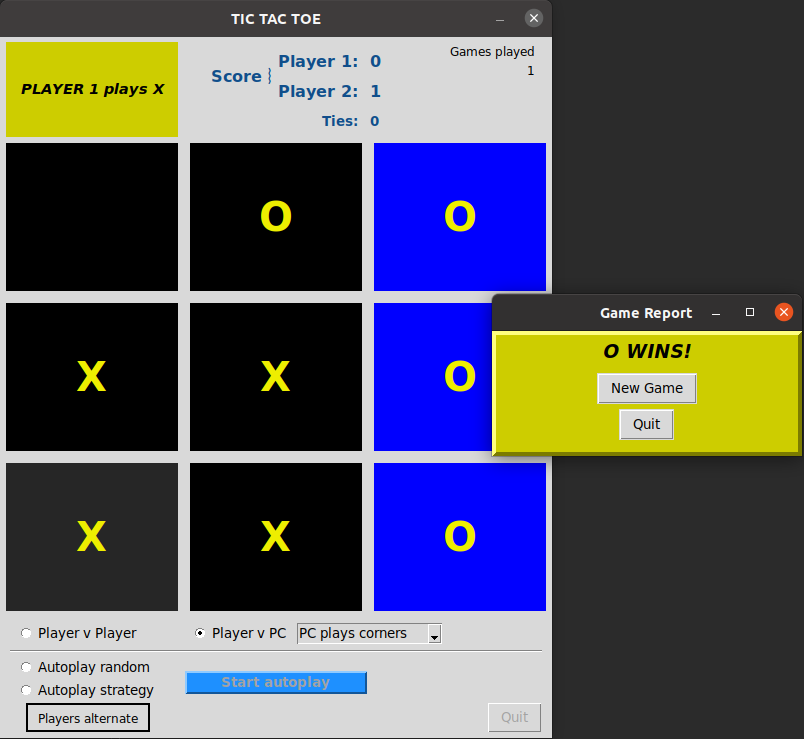 TIC TAC TOE
PLAYER 1 plays X
Score
Player 1: 0
Player 2: 1
Ties: 0
Games played
1
O
O
X
X
O
Game Report
O WINS!
New Game
Quit
X
X
O
Player v Player
Player v PC
PC plays corners
Autoplay random
Autoplay strategy
Start autoplay
Players alternate
Quit